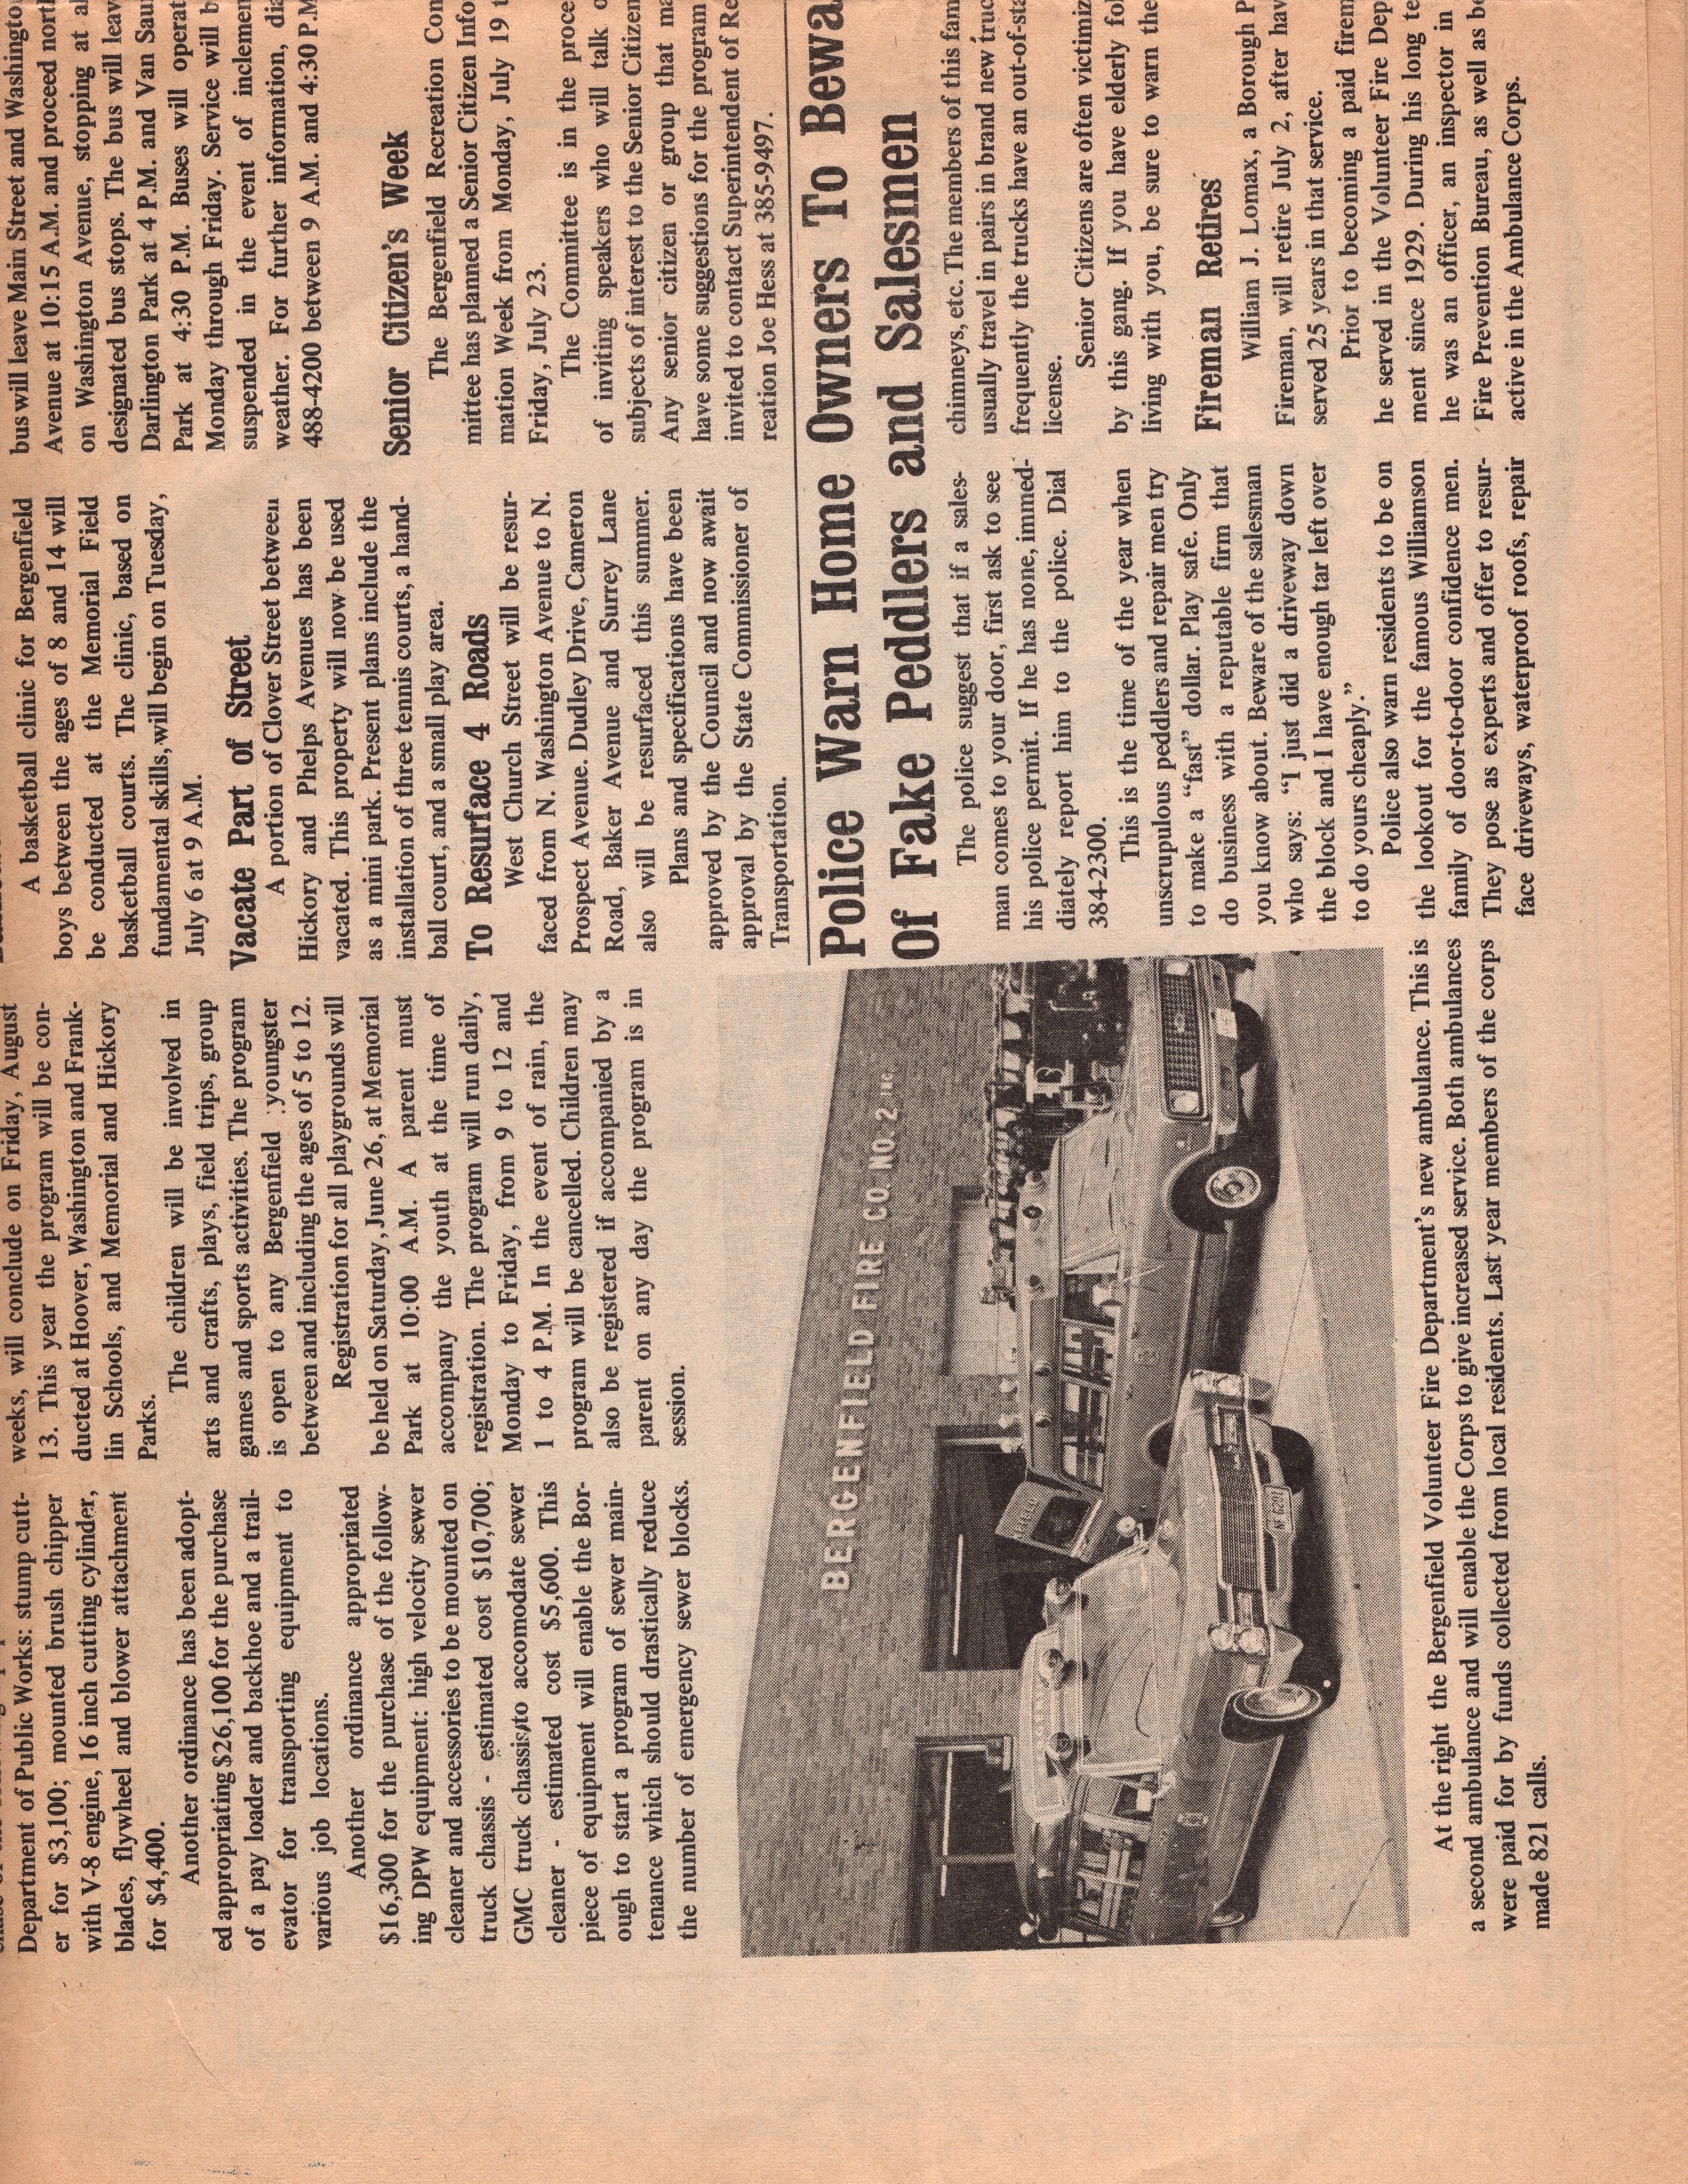 Department of Public Works: stump cutt-
er for $3,100; mounted brush chipper
with V-8 engine, 16 inch cutting cylinder,
blades, flywheel and blower attachment
for $4,400.
Another ordinance has been adopt-
ed appropriating $26,100 for the purchase
of a pay loader and backhoe and a trail-
evator for transporting equipment to
various job locations.
Another ordinance appropriated
$16,300 for the purchase of the follow-
ing DPW equipment: high velocity sewer
cleaner and accessories to be mounted on
truck chassis - estimated cost $10,700;
GMC truck chassis to accomodate sewer
cleaner - estimated cost $5,600. This
piece of equipment will enable the Bor-
ough to start a program of sewer main-
tenance which should drastically reduce
the number of emergency sewer blocks.
weeks, will conclude on Friday, August
13. This year the program will be con-
ducted at Hoover, Washington and Frank-
lin Schools, and Memorial and Hickory
Parks.
The children will be involved in
arts and crafts, plays, field trips, group
games and sports activities. The program
is open to any Bergenfield youngster
between and including the ages of 5 to 12.
Registration for all playgrounds will
be held on Saturday, June 26, at Memorial
Park at 10:00 A.M. A parent must
accompany the youth at the time of
registration. The program will run daily,
Monday to Friday, from 9 to 12 and
1 to 4 P.M. In the event of rain, the
program will be cancelled. Children may
also be registered if accompanied by a
parent on any day the program is in
session.
BERGENFIELD FIRE CO. NO. 2 INC.
NF 6201
At the right the Bergenfield Volunteer Fire Department's new ambulance. This is
a second ambulance and will enable the Corps to give increased service. Both ambulances
were paid for by funds collected from local residents. Last year members of the corps
made 821 calls.
A basketball clinic for Bergenfield
boys between the ages of 8 and 14 will
be conducted at the Memorial Field
basketball courts. The clinic, based on
fundamental skills, will begin on Tuesday,
July 6 at 9 A.M.
Vacate Part of Street
A portion of Clover Street between
Hickory and Phelps Avenues has been
vacated. This property will now be used
as a mini park. Present plans include the
installation of three tennis courts, a hand-
ball court, and a small play area.
To Resurface 4 Roads
West Church Street will be resur-
faced from N. Washington Avenue to N.
Prospect Avenue. Dudley Drive, Cameron
Road, Baker Avenue and Surrey Lane
also will be resurfaced this summer.
Plans and specifications have been
approved by the Council and now await
approval by the State Commissioner of
Transportation.
bus will leave Main Street and Washington
Avenue at 10:15 A.M. and proceed north
on Washington Avenue, stopping at al
designated bus stops. The bus will leav
Darlington Park at 4 P.M. and Van Sau
Park at 4:30 P.M. Buses will operat
Monday through Friday. Service will b
suspended in the event of inclemen
weather. For further information, dia
488-4200 between 9 A.M. and 4:30 P.M
Senior Citizen's Week
The Bergenfield Recreation Com
mittee has planned a Senior Citizen Info
mation Week from Monday, July 19 t
Friday, July 23.
The Committee is in the proce
of inviting speakers who will talk o
subjects of interest to the Senior Citizen
Any senior citizen or group that ma
have some suggestions for the program
invited to contact Superintendent of Re
reation Joe Hess at 385-9497.
Police Warn Home Owners To Bewa
Of Fake Peddlers and Salesmen
The police suggest that if a sales-
man comes to your door, first ask to see
his police permit. If he has none, immed-
diately report him to the police. Dial
384-2300.
This is the time of the year when
unscrupulous peddlers and repair men try
to make a "fast" dollar. Play safe. Only
do business with a reputable firm that
you know about. Beware of the salesman
who says: "I just did a driveway down
the block and I have enough tar left over
to do yours cheaply."
Police also warn residents to be on
the lookout for the famous Williamson
family of door-to-door confidence men.
They pose as experts and offer to resur-
face driveways, waterproof roofs, repair
chimneys, etc. The members of this fam
usually travel in pairs in brand new truc
frequently the trucks have an out-of-sta
license.
Senior Citizens are often victimiz
by this gang. If you have elderly fol
living with you, be sure to warn the
Fireman Retires
William J. Lomax, a Borough P
Fireman, will retire July 2, after hav
served 25 years in that service.
Prior to becoming a paid firem
he served in the Volunteer Fire Dep
ment since 1929. During his long te
he was an officer, an inspector in
Fire Prevention Bureau, as well as be
active in the Ambulance Corps.